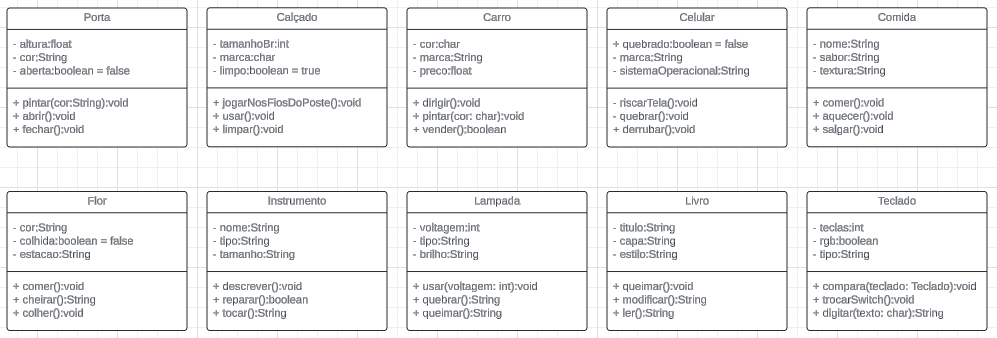 Porta
- altura:float
- cor:String
- aberta:boolean = false
+ pintar(cor:String):void
+ abrir():void
+ fechar():void
Calçado
- tamanhoBr:int
- marca:char
- limpo:boolean = true
+ jogarNosFiosDoPoste():void
+ usar():void
+ limpar():void
Carro
- cor:char
- marca:String
- preco:float
+ dirigir():void
+ pintar(cor: char):void
+ vender():boolean
Celular
+ quebrado:boolean = false
- marca:String
- sistemaOperacional:String
- riscarTela():void
- quebrar():void
+ derrubar():void
Comida
- nome:String
- sabor:String
- textura:String
+ comer():void
+ aquecer():void
+ salgar():void
Flor
- cor:String
- colhida:boolean = false
- estacao:String
+ comer():void
+ cheirar():String
+ colher():void
Instrumento
- nome:String
- tipo:String
- tamanho:String
+ descrever():void
+ reparar():boolean
+ tocar():String
Lampada
- voltagem:int
- tipo:String
- brilho:String
+ usar(voltagem: int):void
+ quebrar():String
+ queimar():String
Livro
- titulo:String
- capa:String
- estilo:String
+ queimar():void
+ modificar():String
+ ler():String
Teclado
- teclas:int
- rgb:boolean
- tipo:String
+ compara(teclado: Teclado):void
+ trocarSwitch():void
+ digitar(texto: char):String